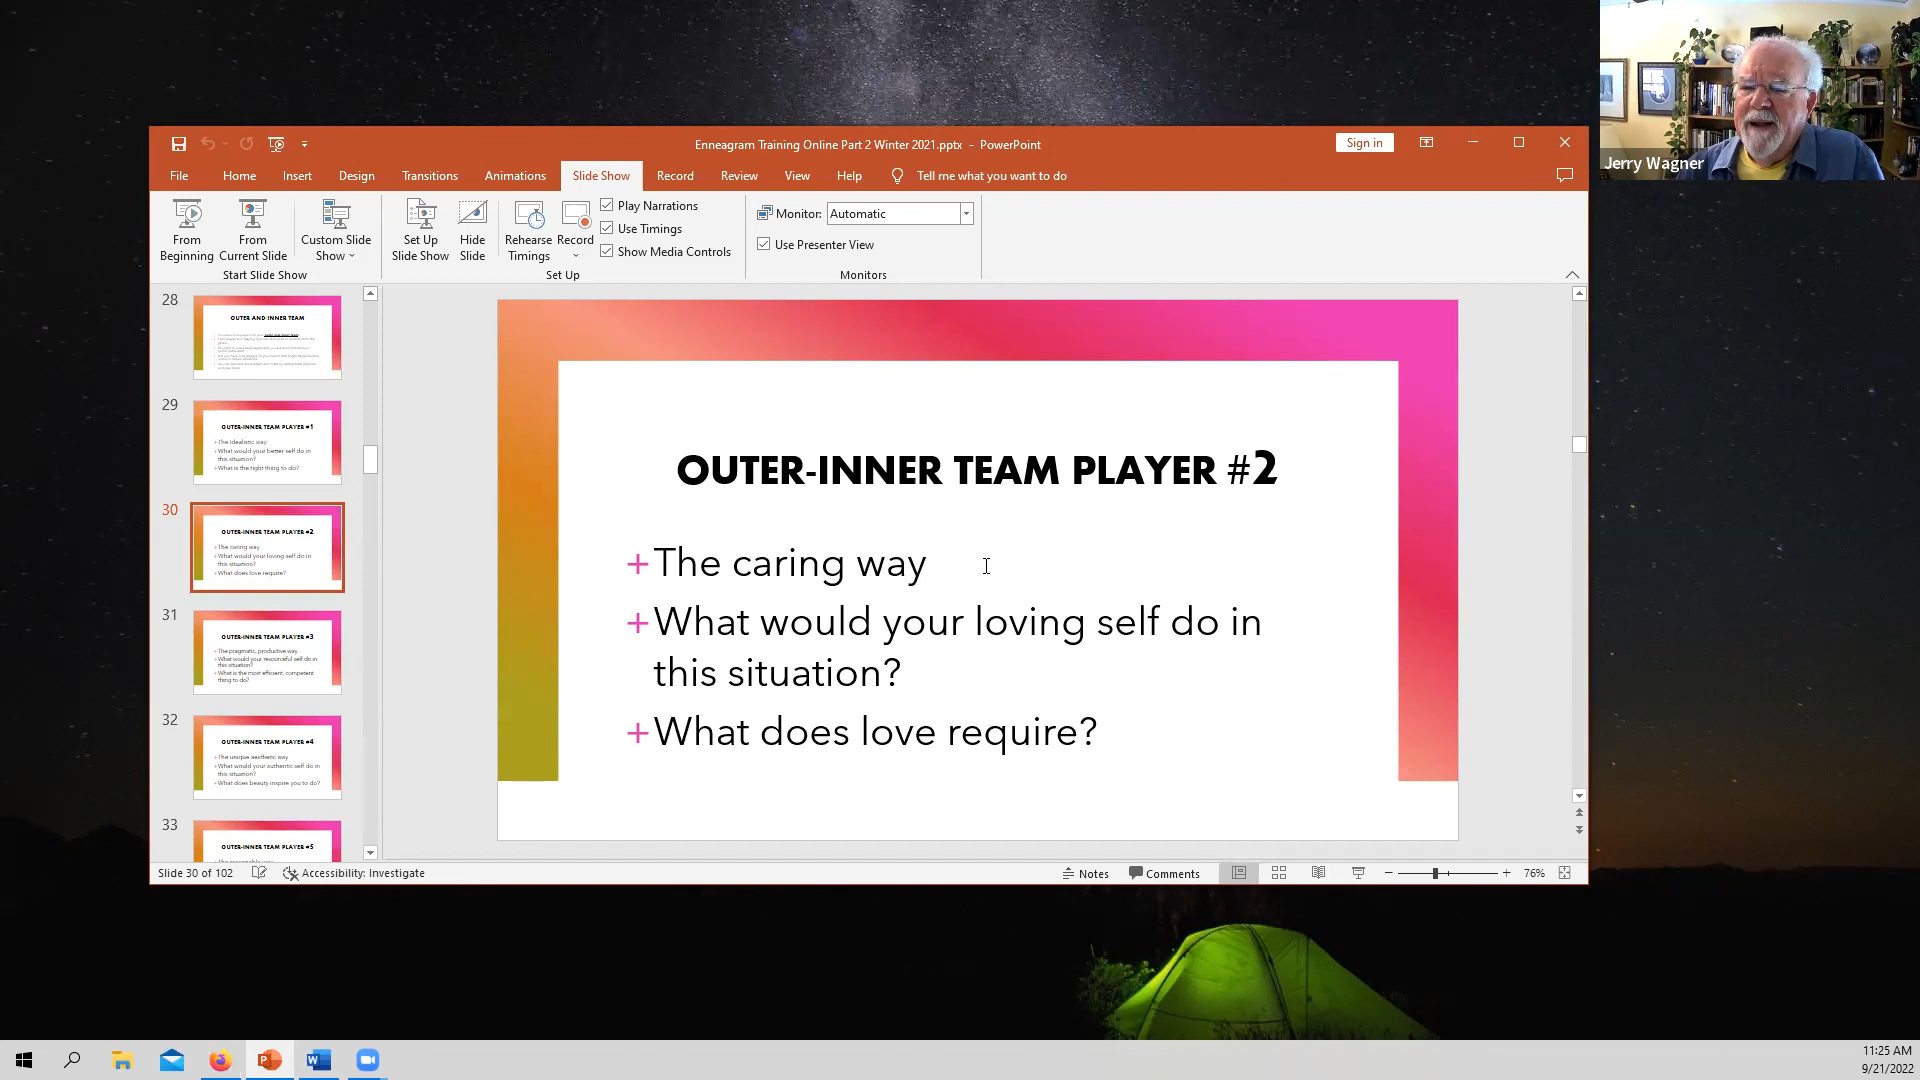 Enneagram Training Online Part 2 Winter 2021.pptx - PowerPoint
Sign in
File Home Insert Design Transitions Animations Slide Show Record Review View Help Tell me what you want to do
From Beginning
From Current Slide
Custom Slide Show
Start Slide Show
Set Up Slide Show
Hide Slide
Rehearse Timings
Record
Play Narrations
Use Timings
Show Media Controls
Set Up
Monitor: Automatic
Use Presenter View
Monitors
Jerry Wagner
28
OUTER AND INNER TEAM
29
OUTER-INNER TEAM PLAYER #1
+The idealistic way
+What would your better self do in
this situation?
+What is the right thing to do?
30
OUTER-INNER TEAM PLAYER #2
+The caring way
+What would your loving self do in
this situation?
+What does love require?
31
OUTER-INNER TEAM PLAYER #3
+The pragmatic, productive way
+What would your resourceful self do in
this situation?
+What is the most efficient, competent
thing to do?
32
OUTER-INNER TEAM PLAYER #4
+The unique aesthetic way
+What would your authentic self do in
this situation?
+What does beauty inspire you to do?
33
OUTER-INNER TEAM PLAYER #5
OUTER-INNER TEAM PLAYER #2
+The caring way
+What would your loving self do in
this situation?
+What does love require?
Slide 30 of 102
Accessibility: Investigate
Notes
Comments
76%
11:25 AM
9/21/2022